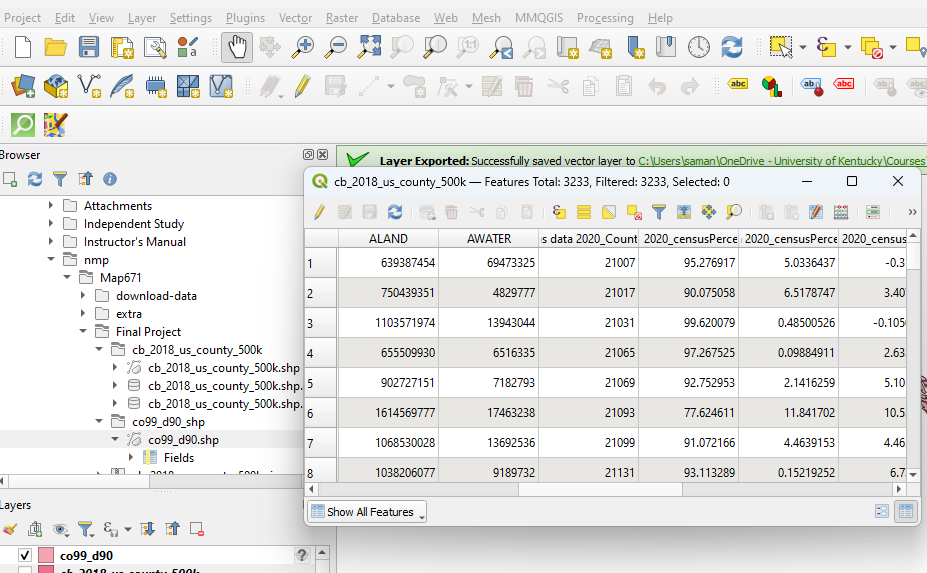 Project Edit View Layer Settings Plugins Vector Raster Database Web Mesh MMQGIS Processing Help
1:1
abc ab abc ab
Browser
Layer Exported: Successfully saved vector layer to C:\Users\saman\OneDrive - University of Kentucky\Courses\
cb_2018_us_county_500k — Features Total: 3233, Filtered: 3233, Selected: 0
Attachments
Independent Study
Instructor's Manual
nmp
Map671
download-data
extra
Final Project
cb_2018_us_county_500k
cb_2018_us_county_500k.shp
cb_2018_us_county_500k.shp.
cb_2018_us_county_500k.shp.
co99_d90_shp
co99_d90.shp
Fields
ALAND AWATER s data 2020_Count 2020_censusPerce 2020_censusPerce 2020_census
1 639387454 69473325 21007 95.276917 5.0336437 -0.3
2 750439351 4829777 21017 90.075058 6.5178747 3.40
3 1103571974 13943044 21031 99.620079 0.48500526 -0.105
4 655509930 6516335 21065 97.267525 0.09884911 2.63
5 902727151 7182793 21069 92.752953 2.1416259 5.10
6 1614569777 17463238 21093 77.624611 11.841702 10.5
7 1068530028 13692536 21099 91.072166 4.4639153 4.46
8 1038206077 9189732 21131 93.113289 0.15219252 6.7
Show All Features
Layers
co99_d90
cb_2018_us_county_500k